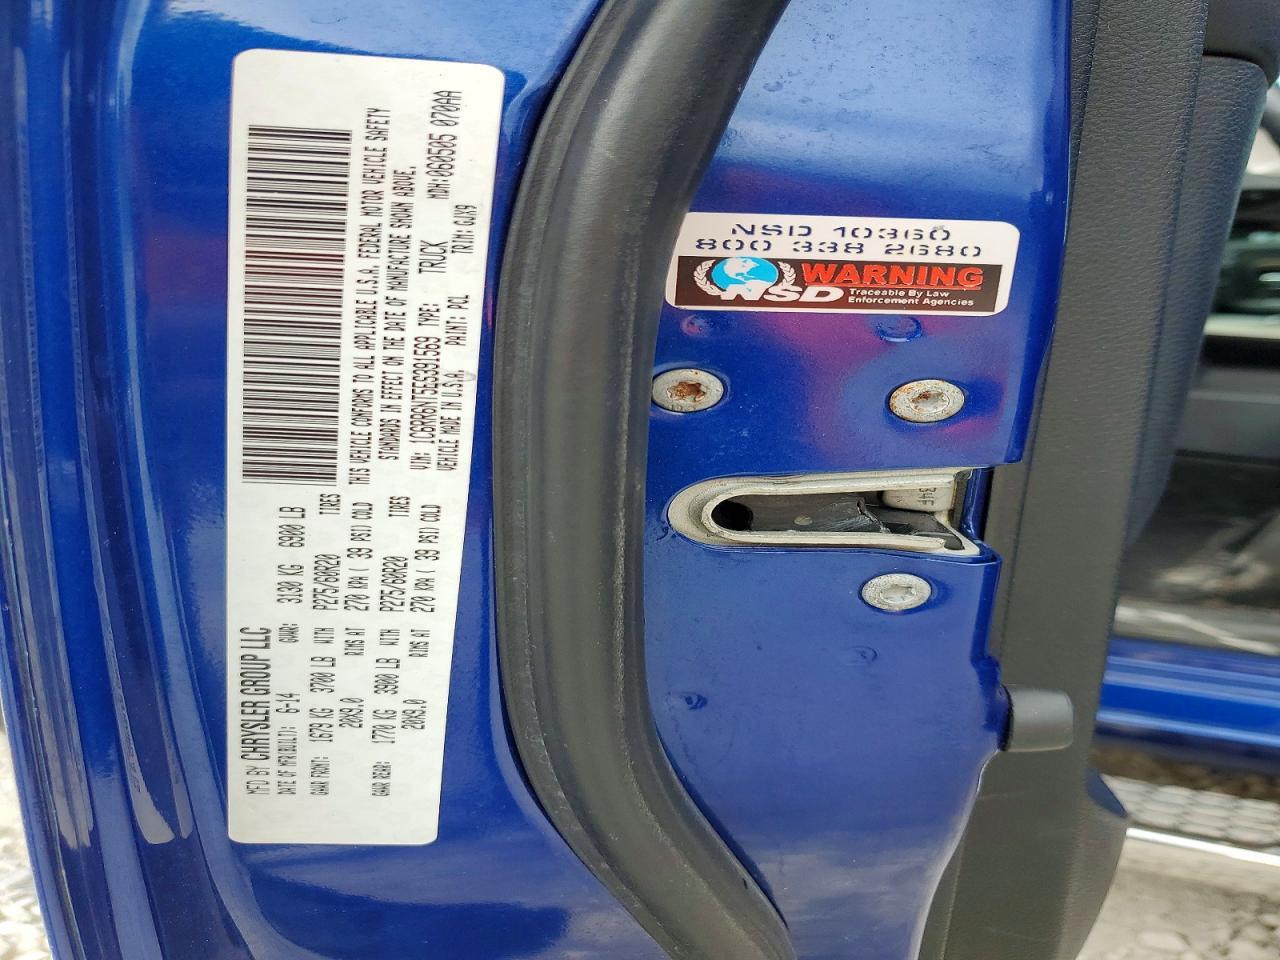 MFD BY CHRYSLER GROUP LLC
DATE OF MFR(BUILT): 6-14 GVWR: 3130 KG 6900 LB
GAWR FRONT: 1679 KG 3700 LB WITH P275/60R20 TIRES
20X9.0 RIMS AT 270 KPA ( 39 PSI) COLD
GAWR REAR: 1770 KG 3900 LB WITH P275/60R20 TIRES
20X9.0 RIMS AT 270 KPA ( 39 PSI) COLD
THIS VEHICLE CONFORMS TO ALL APPLICABLE U.S.A. FEDERAL MOTOR VEHICLE SAFETY
STANDARDS IN EFFECT ON THE DATE OF MANUFACTURE SHOWN ABOVE.
VIN: 1C6RR6NT5ES391569 TYPE: TRUCK MDH: 060505 070AA
VEHICLE MADE IN U.S.A. PAINT: PCL TRIM: GJX9
NSD 10360
800 338 2680
NSD WARNING
Traceable By Law
Enforcement Agencies